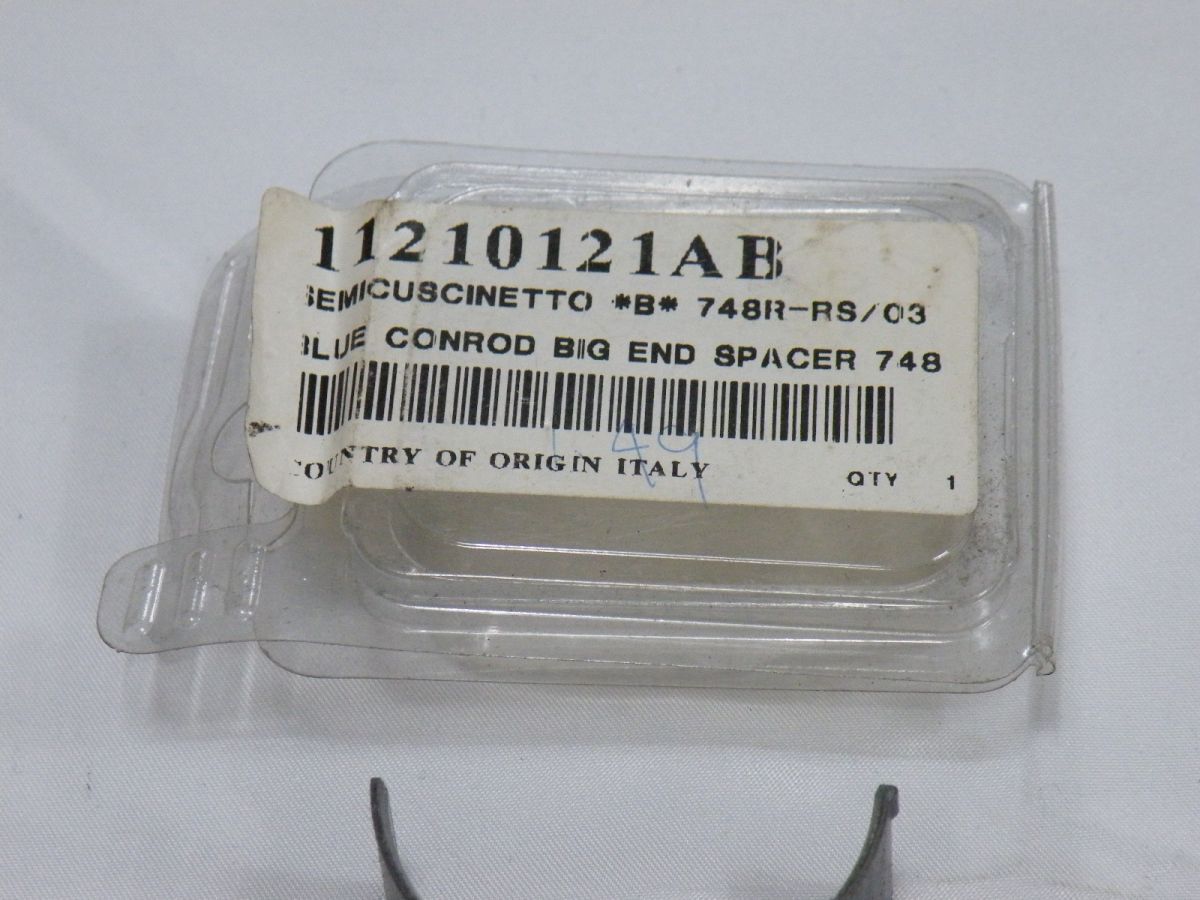 11210121AB
SEMICUSCINETTO *B* 748R-RS/03
BLUE CONROD BIG END SPACER 748
COUNTRY OF ORIGIN ITALY QTY 1